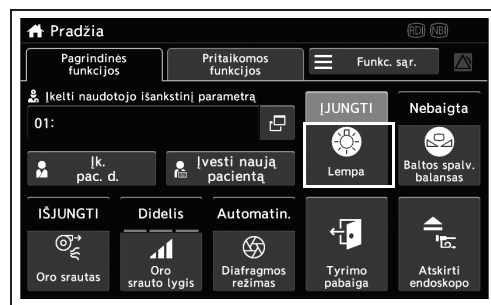 Pradžia
RDI NBI
Pagrindinės
funkcijos
Pritaikomos
funkcijos
Funkc. sąr.
Įkelti naudotojo išankstinį parametrą
01:
Įk.
pac. d.
Įvesti naują
pacientą
ĮJUNGTI
Lempa
Nebaigta
Baltos spalv.
balansas
IŠJUNGTI
Oro srautas
Didelis
Oro
srauto lygis
Automatin.
Diafragmos
režimas
Tyrimo
pabaiga
Atskirti
endoskopo